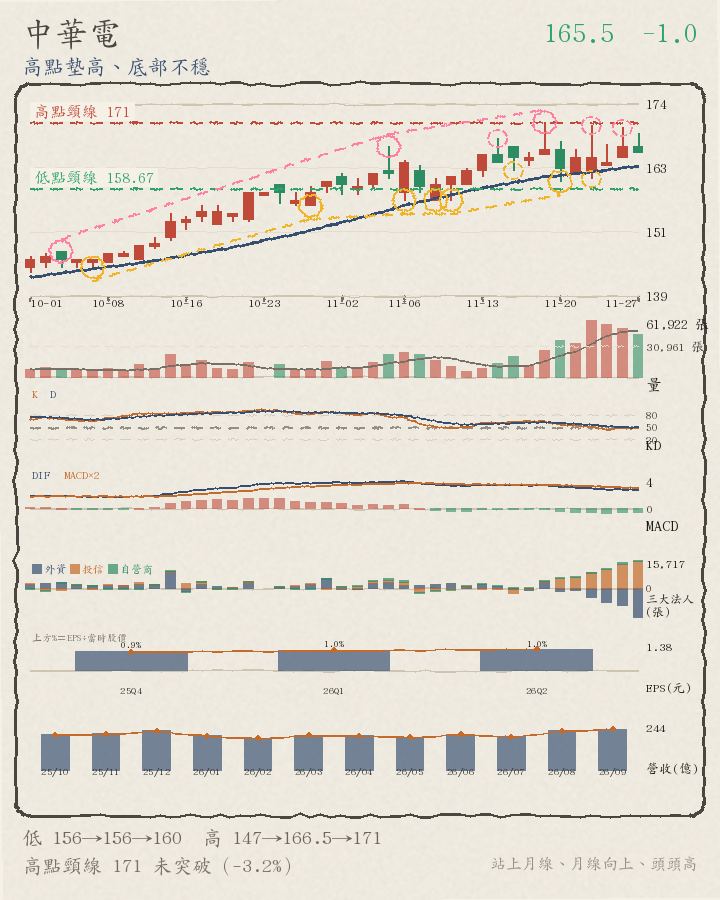 中華電
165.5 -1.0
高點墊高、底部不穩
174
高點頸線 171
163
低點頸線 158.67
151
139
10-01 10-08 10-16 10-23 11-02 11-06 11-13 11-20 11-27
61,922 張
30,961 張
量
K D
80
50
20
KD
DIF MACD×2
4
0
MACD
外資 投信 自營商
15,717
0
三大法人
(張)
上方%=EPS÷當時股價
0.9% 1.0% 1.0%
1.38
25Q4 26Q1 26Q2
EPS(元)
244
25/10 25/11 25/12 26/01 26/02 26/03 26/04 26/05 26/06 26/07 26/08 26/09
營收(億)
低 156→156→160 高 147→166.5→171
高點頸線 171 未突破 (-3.2%)
站上月線、月線向上、頭頭高